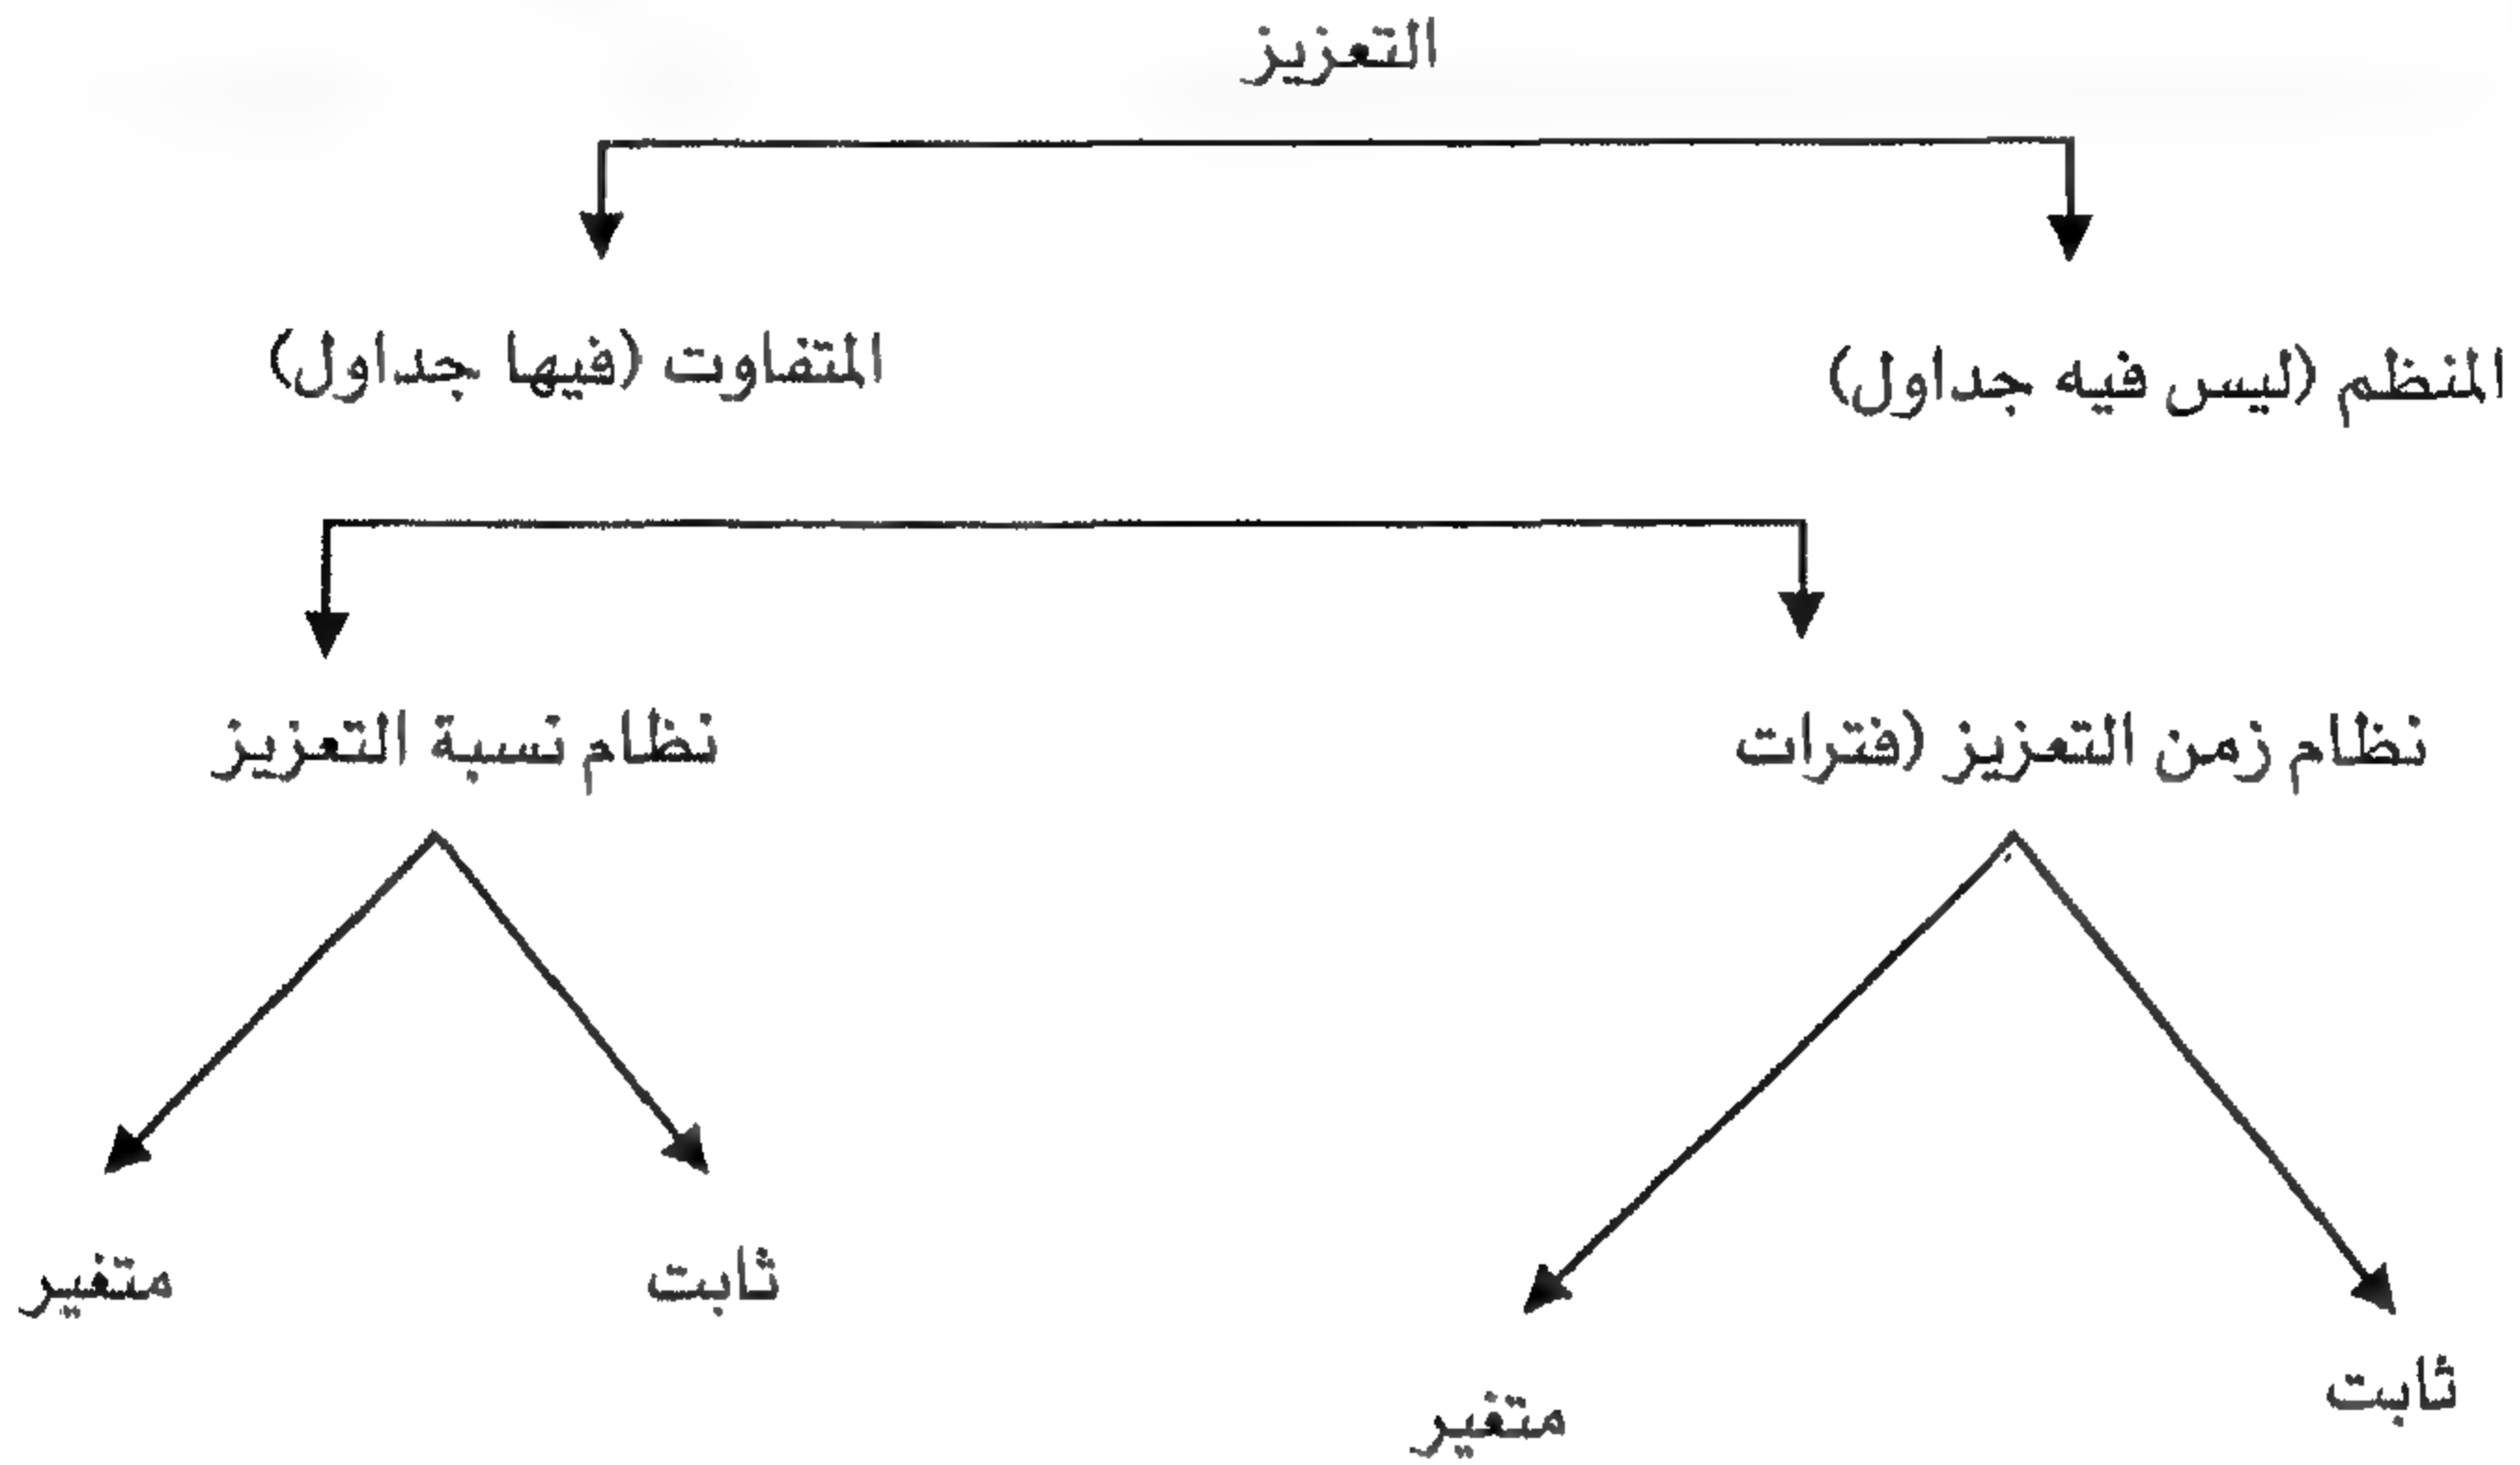 التعزيز
المنظم (ليس فيه جداول)
المتفاوت (فيها جداول)
نظام زمن التعزيز (فترات
نظام نسبة التعزيز
ثابت
متغير
ثابت
متغير